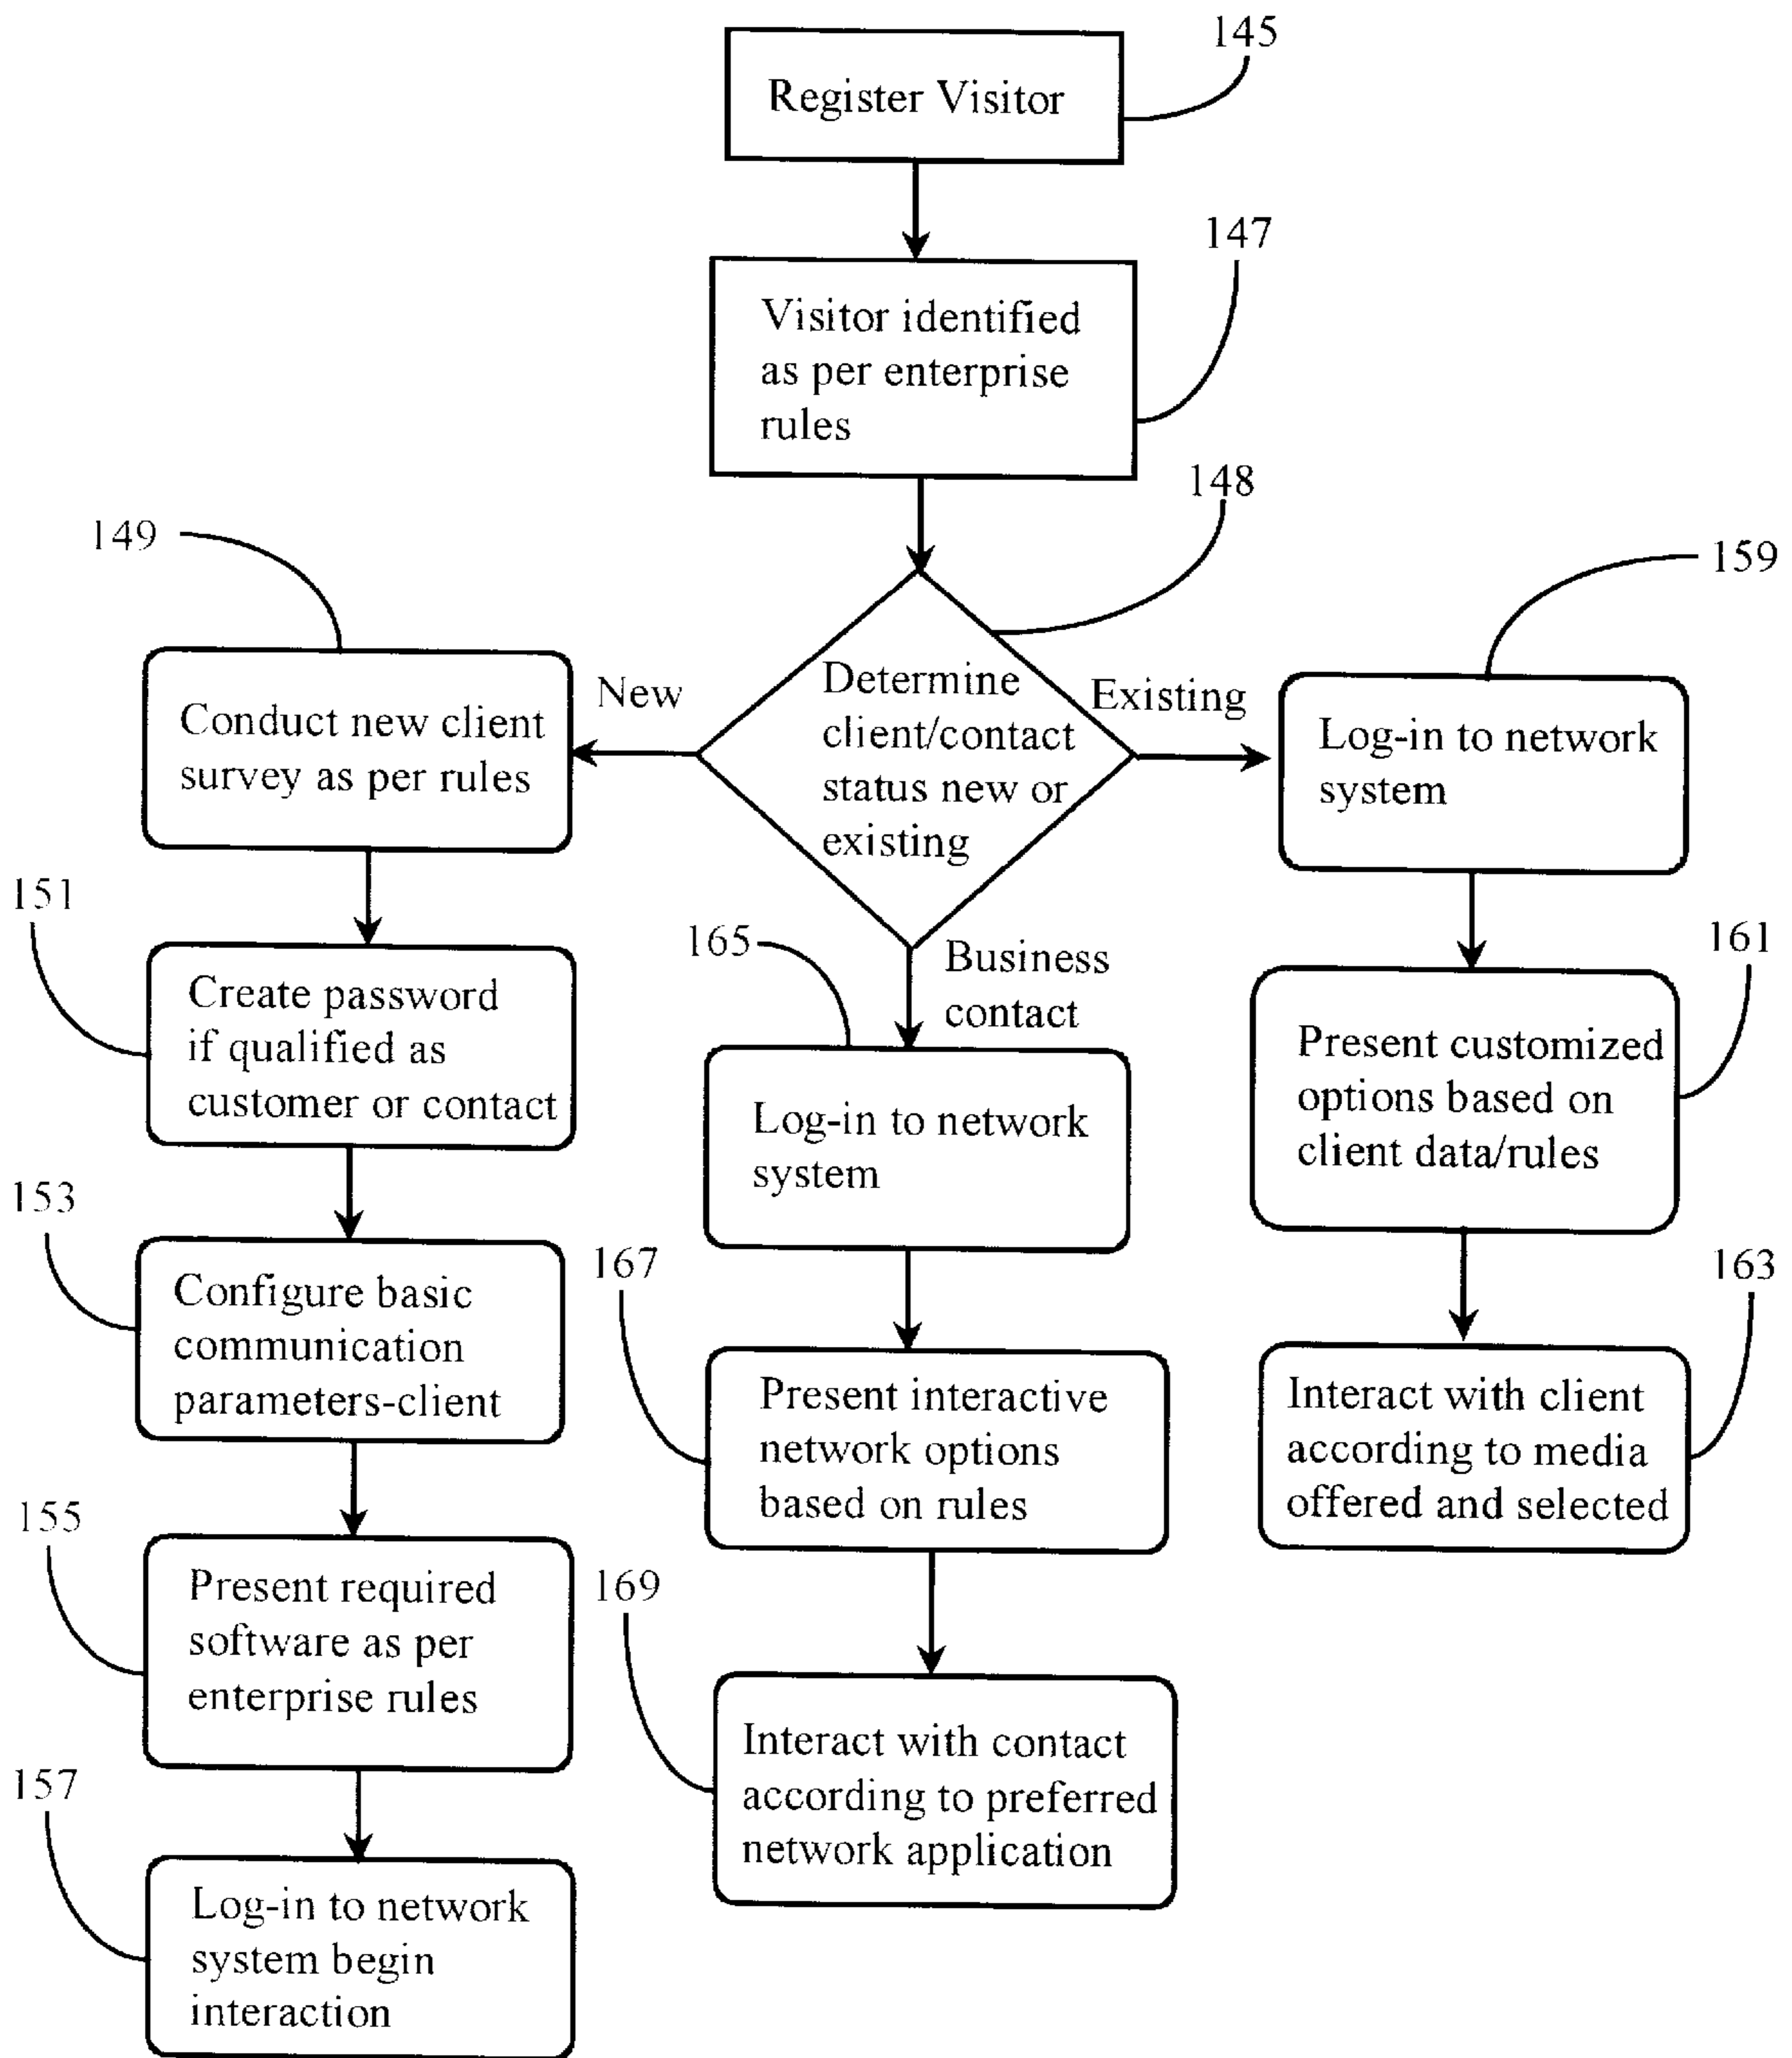 145
Register Visitor
147
Visitor identified
as per enterprise
rules
148
149
159
New
Determine
client/contact
status new or
existing
Existing
Conduct new client
survey as per rules
Log-in to network
system
151
165
Business
contact
161
Create password
if qualified as
customer or contact
Log-in to network
system
Present customized
options based on
client data/rules
153
167
163
Configure basic
communication
parameters-client
Present interactive
network options
based on rules
Interact with client
according to media
offered and selected
155
169
Present required
software as per
enterprise rules
Interact with contact
according to preferred
network application
157
Log-in to network
system begin
interaction